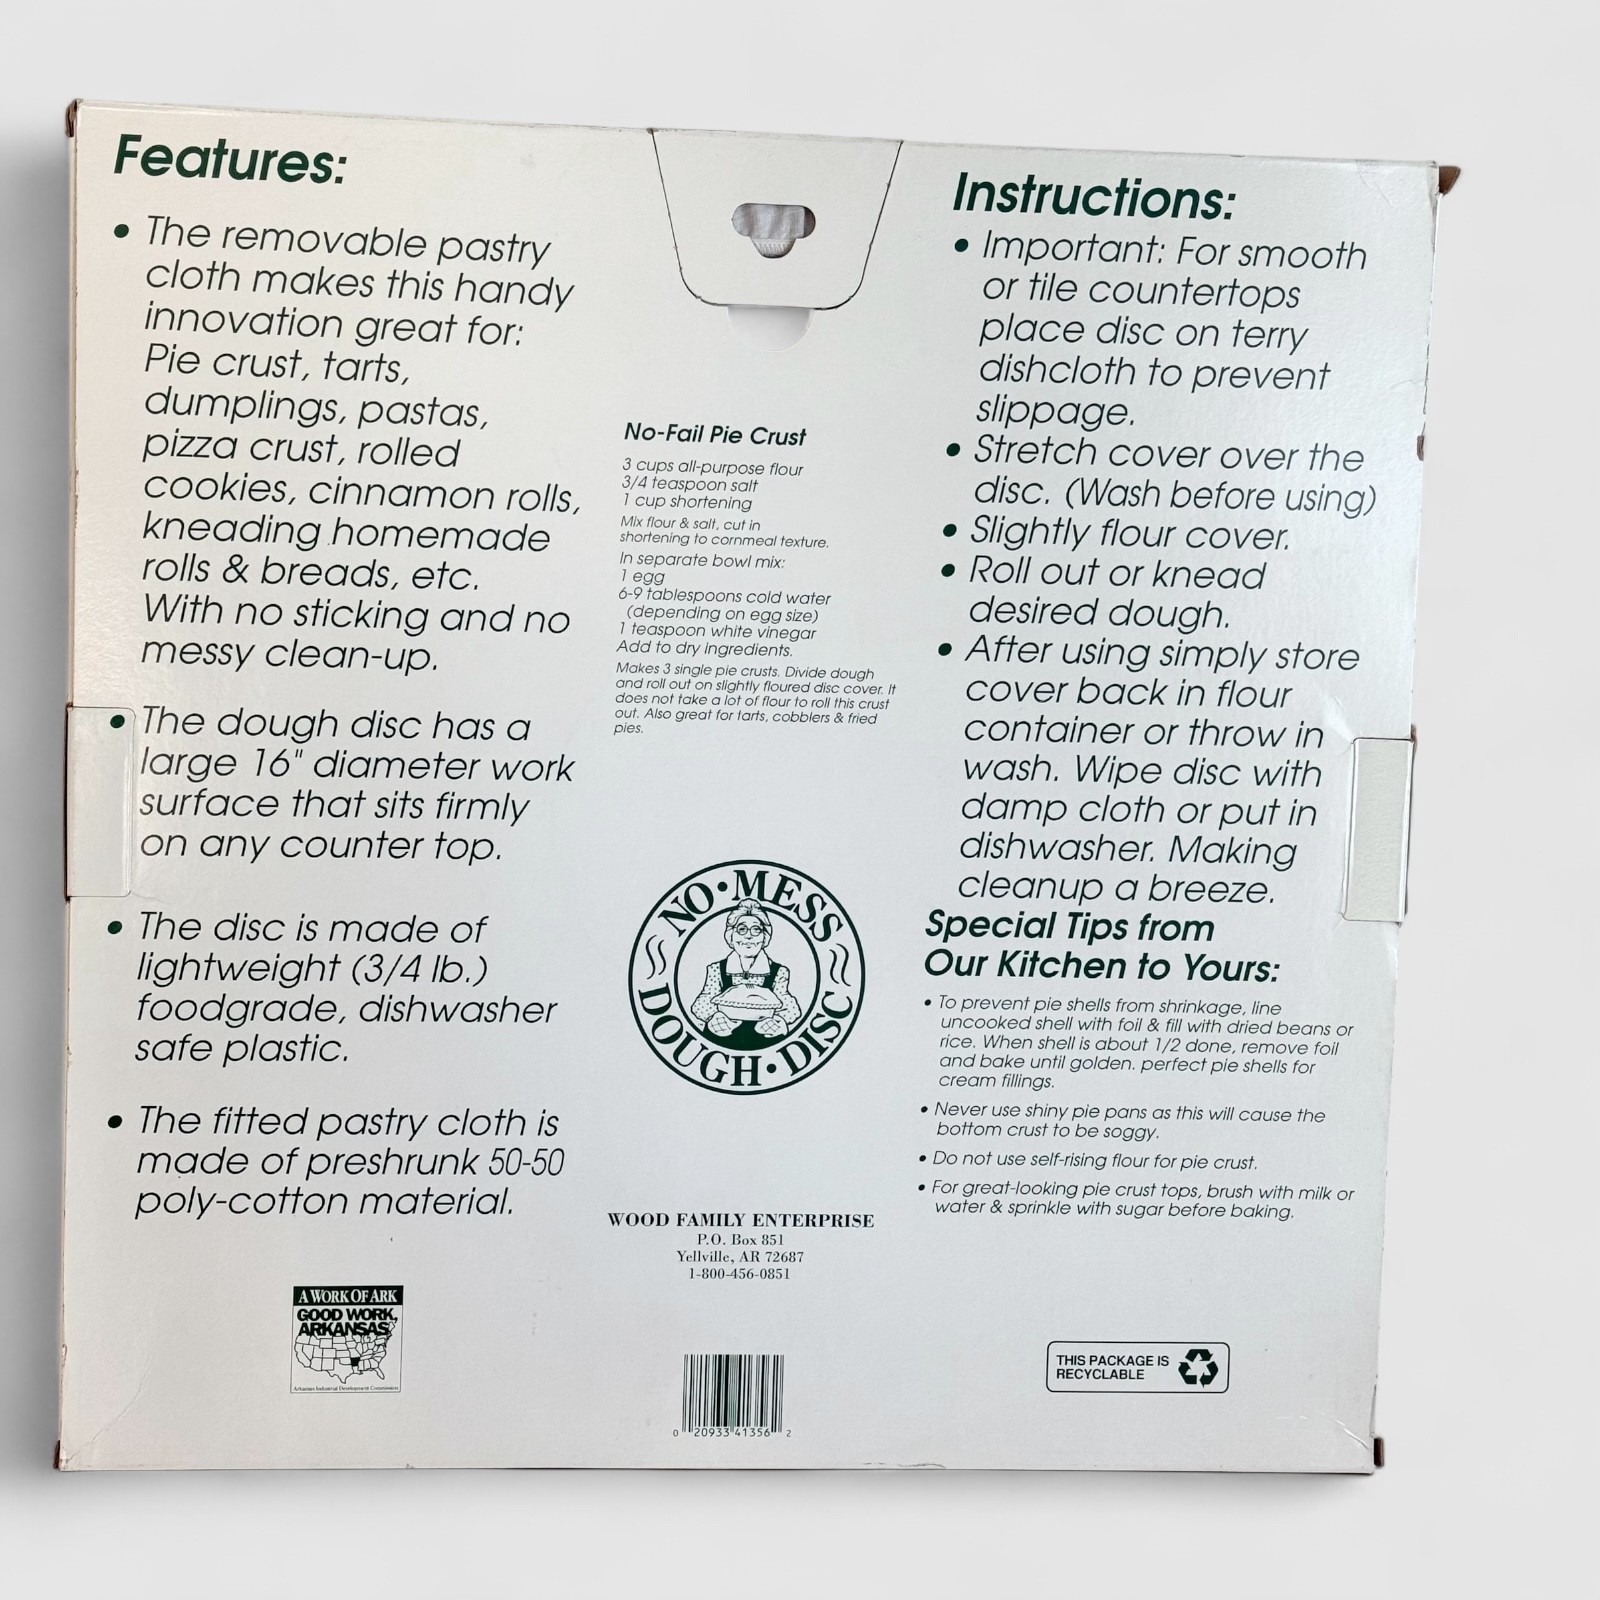 Features:
• The removable pastry
cloth makes this handy
innovation great for:
Pie crust, tarts,
dumplings, pastas,
pizza crust, rolled
cookies, cinnamon rolls,
kneading homemade
rolls & breads, etc.
With no sticking and no
messy clean-up.
• The dough disc has a
large 16" diameter work
surface that sits firmly
on any counter top.
• The disc is made of
lightweight (3/4 lb.)
foodgrade, dishwasher
safe plastic.
• The fitted pastry cloth is
made of preshrunk 50-50
poly-cotton material.
A WORK OF ARK
GOOD WORK,
ARKANSAS
Arkansas Industrial Development Commission
No-Fail Pie Crust
3 cups all-purpose flour
3/4 teaspoon salt
1 cup shortening
Mix flour & salt, cut in
shortening to cornmeal texture.
In separate bowl mix:
1 egg
6-9 tablespoons cold water
(depending on egg size)
1 teaspoon white vinegar
Add to dry ingredients.
Makes 3 single pie crusts. Divide dough
and roll out on slightly floured disc cover. It
does not take a lot of flour to roll this crust
out. Also great for tarts, cobblers & fried
pies.
NO • MESS
DOUGH • DISC
WOOD FAMILY ENTERPRISE
P.O. Box 851
Yellville, AR 72687
1-800-456-0851
0 20933 41356 2
Instructions:
• Important: For smooth
or tile countertops
place disc on terry
dishcloth to prevent
slippage.
• Stretch cover over the
disc. (Wash before using)
• Slightly flour cover.
• Roll out or knead
desired dough.
• After using simply store
cover back in flour
container or throw in
wash. Wipe disc with
damp cloth or put in
dishwasher. Making
cleanup a breeze.
Special Tips from
Our Kitchen to Yours:
• To prevent pie shells from shrinkage, line
uncooked shell with foil & fill with dried beans or
rice. When shell is about 1/2 done, remove foil
and bake until golden. perfect pie shells for
cream fillings.
• Never use shiny pie pans as this will cause the
bottom crust to be soggy.
• Do not use self-rising flour for pie crust.
• For great-looking pie crust tops, brush with milk or
water & sprinkle with sugar before baking.
THIS PACKAGE IS
RECYCLABLE